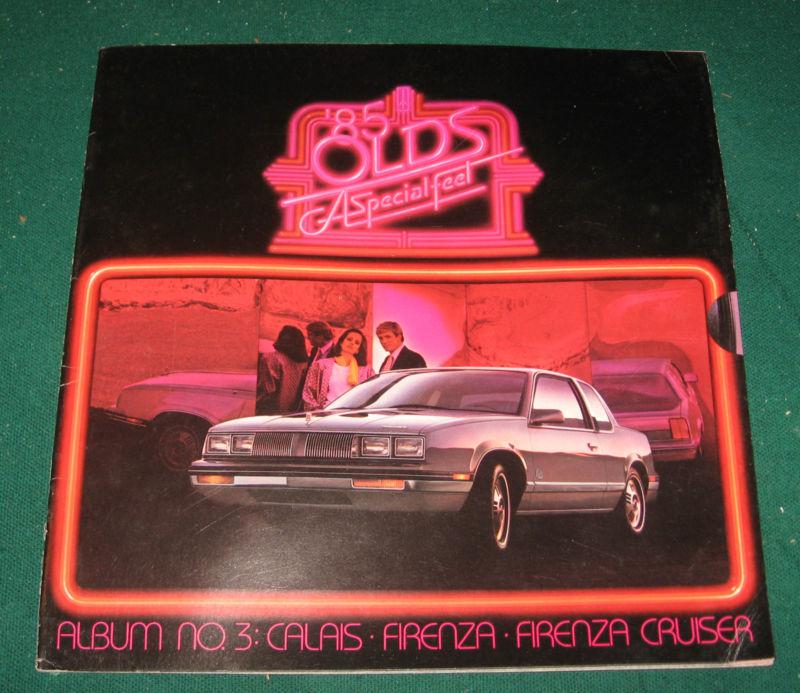 '85
OLDS
A Special feel
ALBUM NO. 3: CALAIS · FIRENZA · FIRENZA CRUISER